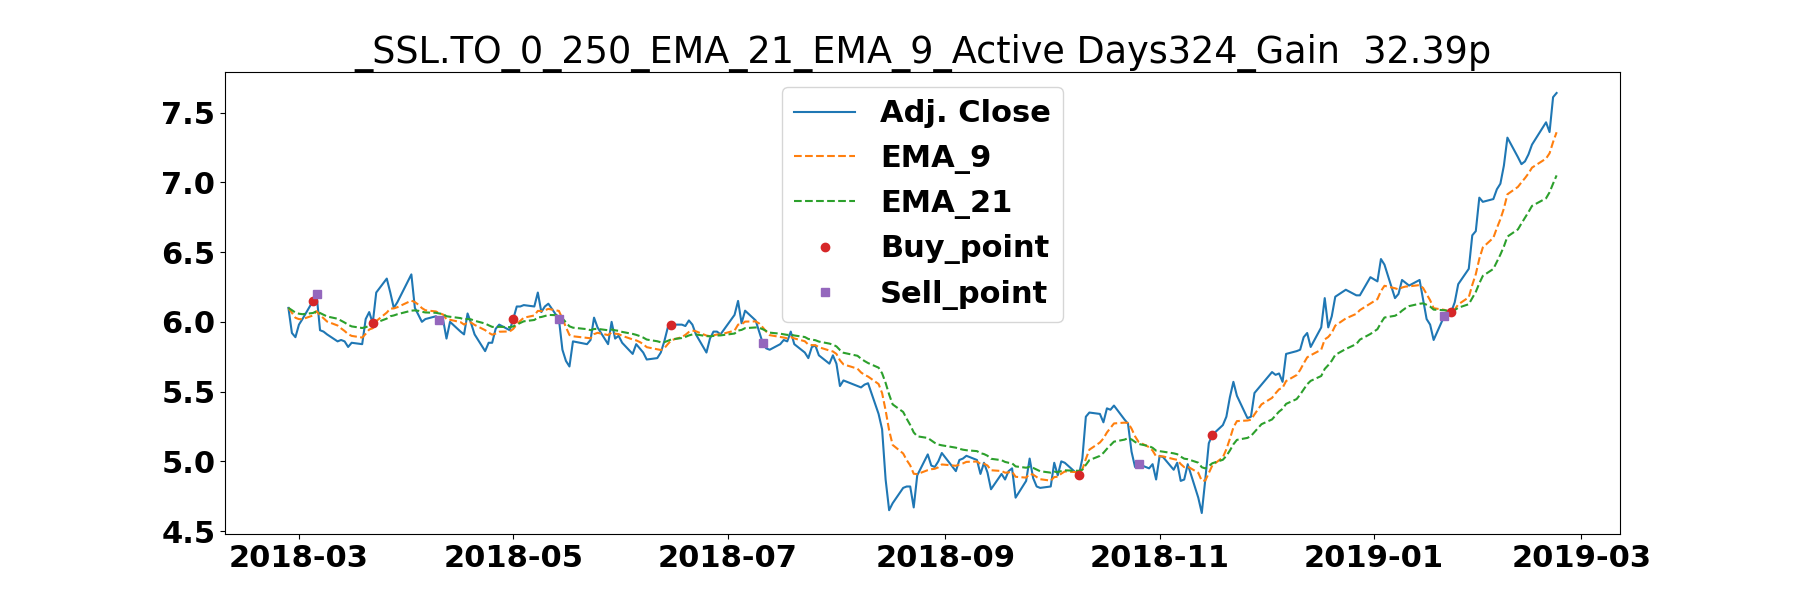 _SSL.TO_0_250_EMA_21_EMA_9_Active Days324_Gain  32.39p
Adj. Close
EMA_9
EMA_21
Buy_point
Sell_point
7.5
7.0
6.5
6.0
5.5
5.0
4.5
2018-03 2018-05 2018-07 2018-09 2018-11 2019-01 2019-03